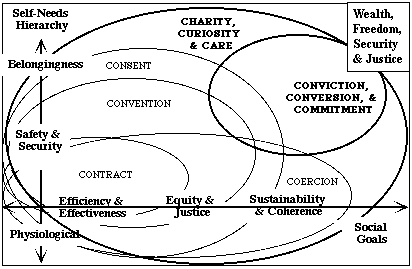 Self-Needs
Hierarchy
CHARITY,
CURIOSITY
& CARE
Wealth,
Freedom,
Security
& Justice
Belongingness
CONSENT
CONVENTION
CONVICTION,
CONVERSION, &
COMMITMENT
Safety &
Security
CONTRACT
COERCION
Efficiency &
Effectiveness
Equity &
Justice
Sustainability
& Coherence
Physiological
Social
Goals